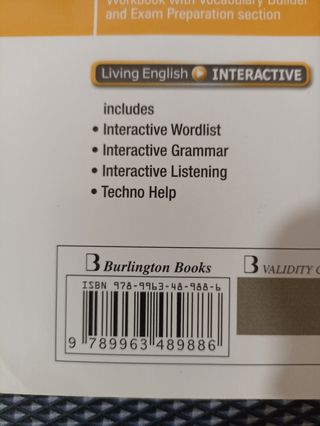 Workbook with Vocabulary Builder
and Exam Preparation section
Living English INTERACTIVE
includes
• Interactive Wordlist
• Interactive Grammar
• Interactive Listening
• Techno Help
B Burlington Books
B VALIDITY
ISBN 978-9963-48-988-6
9 789963 489886